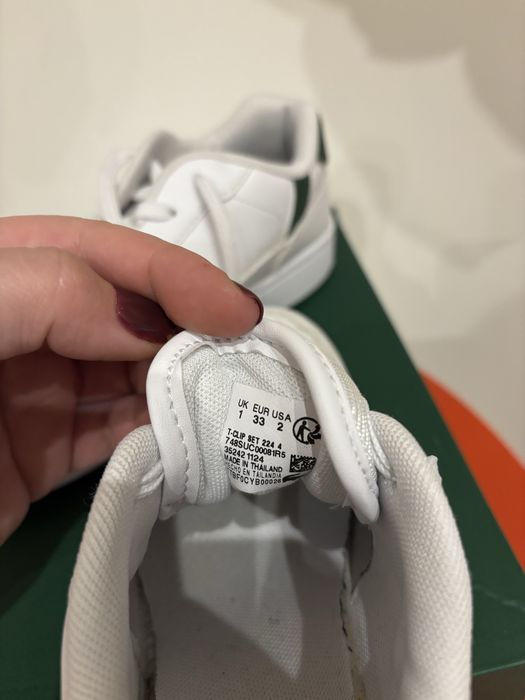 UK EUR USA
1 33 2
T-CLIP SET 224 4
748SUC00081R5
35242 1124
MADE IN THAILAND
HECHO EN TAILANDIA